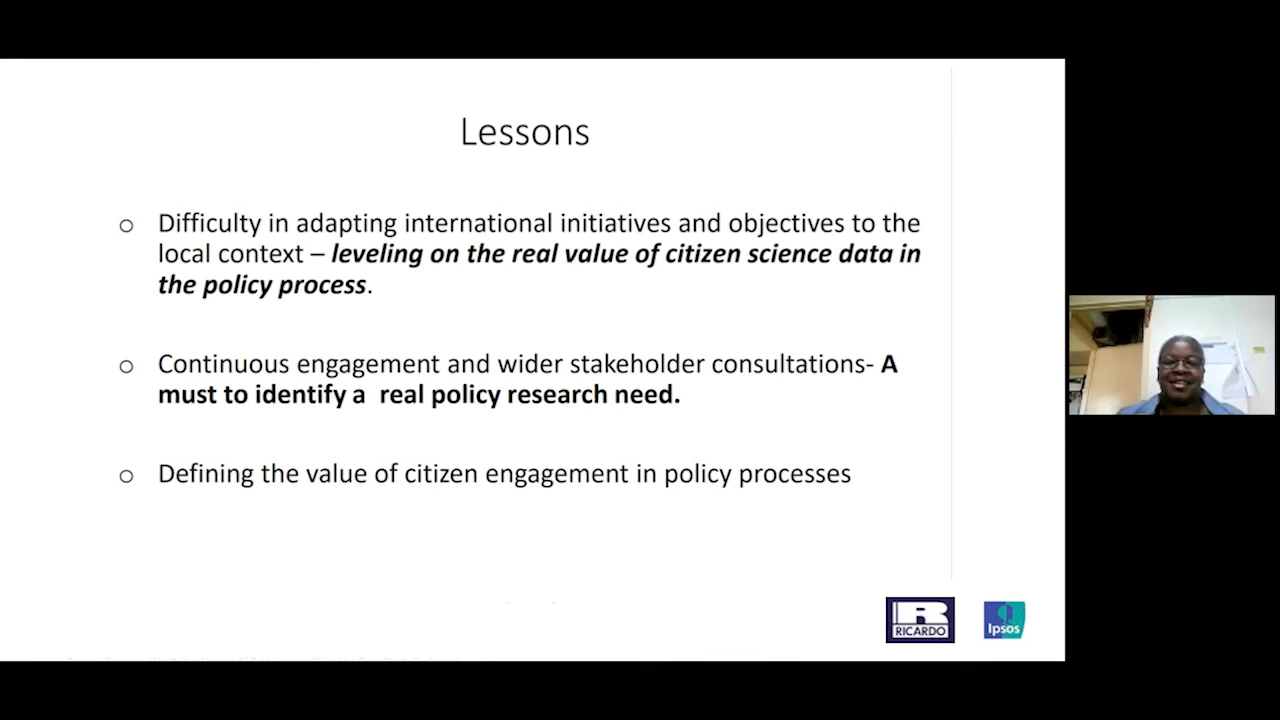 Lessons
o Difficulty in adapting international initiatives and objectives to the
local context – leveling on the real value of citizen science data in
the policy process.
o Continuous engagement and wider stakeholder consultations- A
must to identify a  real policy research need.
o Defining the value of citizen engagement in policy processes
R
RICARDO
Ipsos